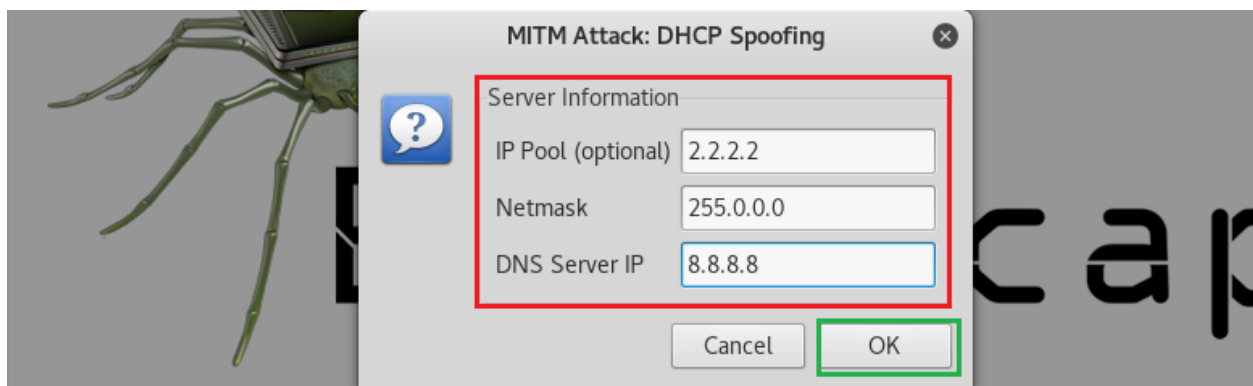 MITM Attack: DHCP Spoofing
Server Information
IP Pool (optional) 2.2.2.2
Netmask 255.0.0.0
DNS Server IP 8.8.8.8
Cancel OK
cap